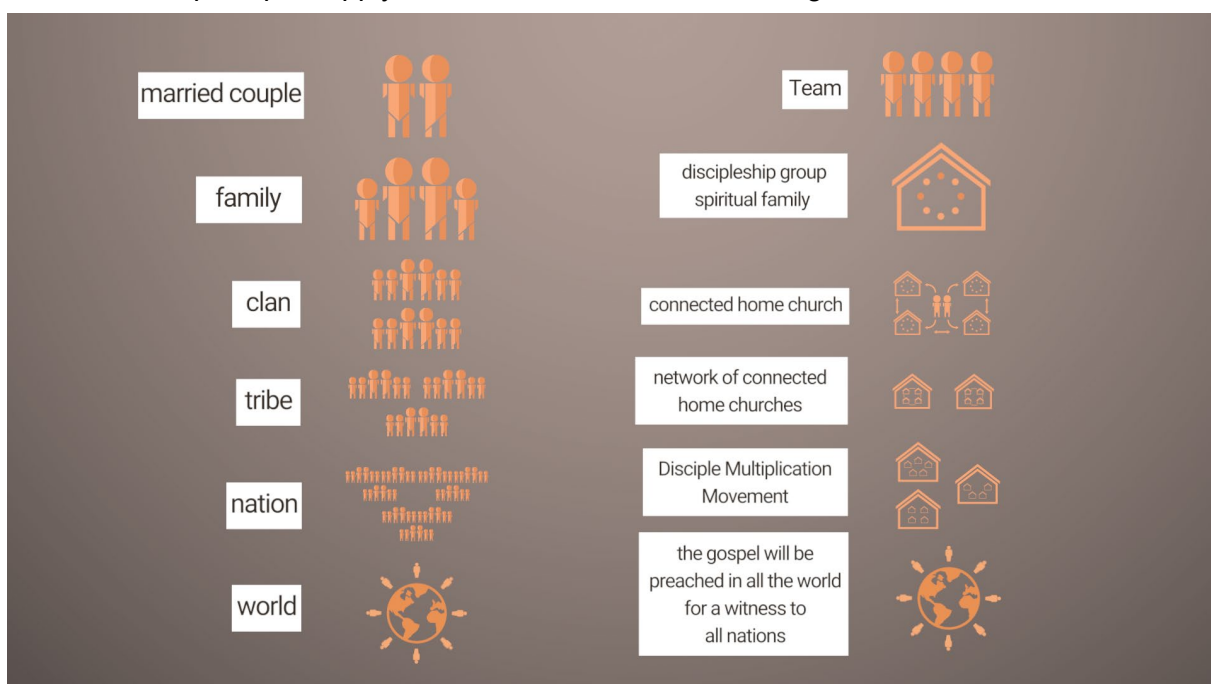 married couple
family
clan
tribe
nation
world
Team
discipleship group
spiritual family
connected home church
network of connected
home churches
Disciple Multiplication
Movement
the gospel will be
preached in all the world
for a witness to
all nations